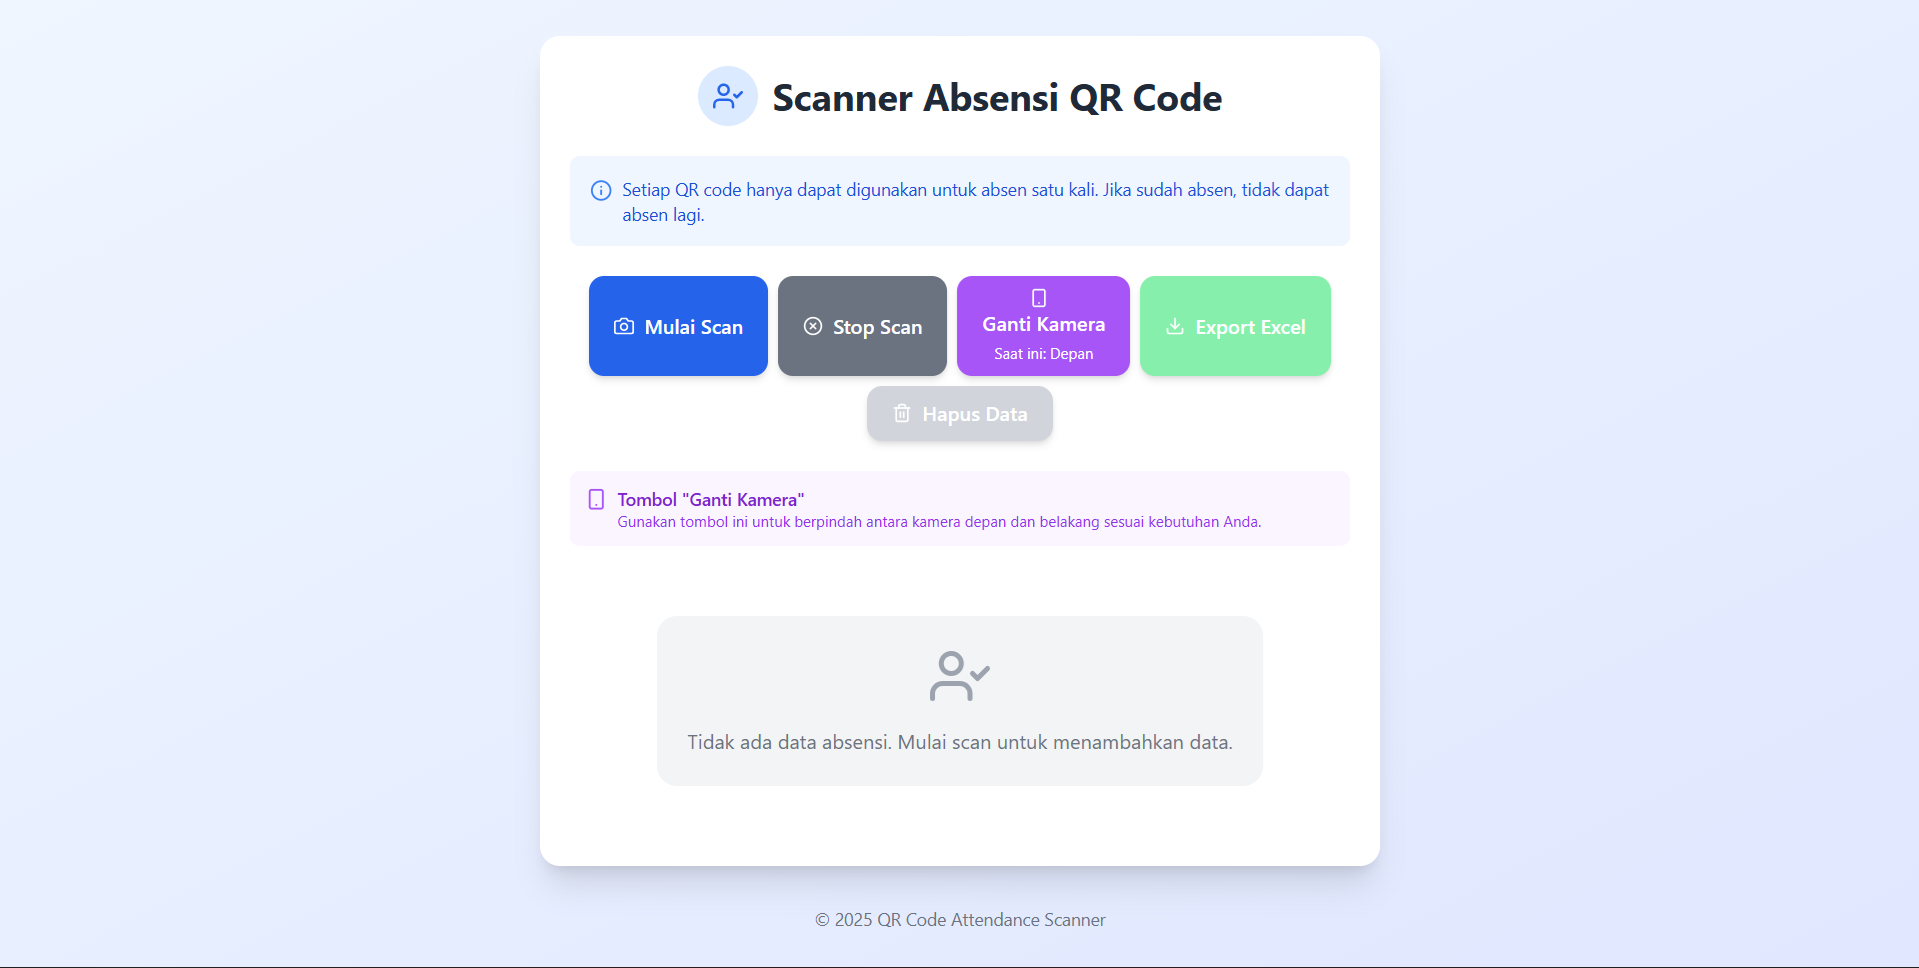 Scanner Absensi QR Code
Setiap QR code hanya dapat digunakan untuk absen satu kali. Jika sudah absen, tidak dapat
absen lagi.
Mulai Scan
Stop Scan
Ganti Kamera
Saat ini: Depan
Export Excel
Hapus Data
Tombol "Ganti Kamera"
Gunakan tombol ini untuk berpindah antara kamera depan dan belakang sesuai kebutuhan Anda.
Tidak ada data absensi. Mulai scan untuk menambahkan data.
© 2025 QR Code Attendance Scanner